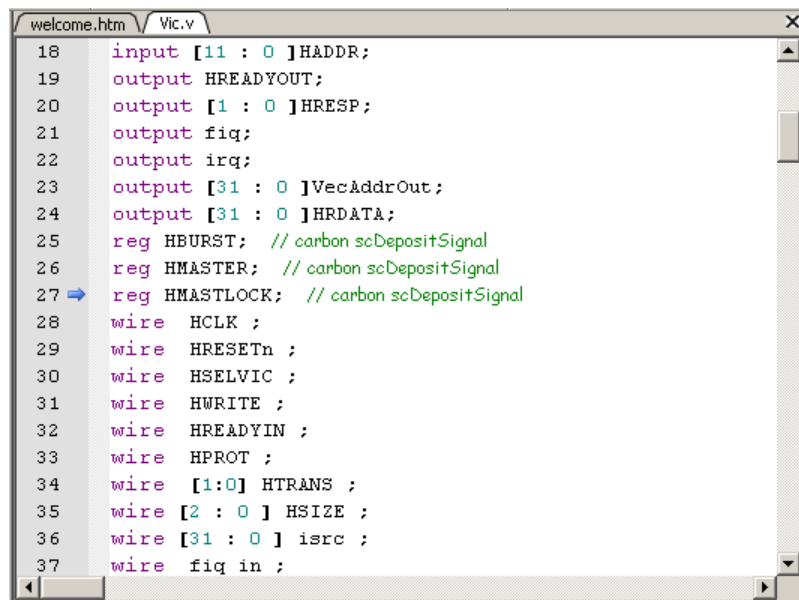 welcome.htm Vic.v
18 input [11 : 0 ]HADDR;
19 output HREADYOUT;
20 output [1 : 0 ]HRESP;
21 output fiq;
22 output irq;
23 output [31 : 0 ]VecAddrOut;
24 output [31 : 0 ]HRDATA;
25 reg HBURST; // carbon scDepositSignal
26 reg HMASTER; // carbon scDepositSignal
27 reg HMASTLOCK; // carbon scDepositSignal
28 wire HCLK ;
29 wire HRESETn ;
30 wire HSELVIC ;
31 wire HWRITE ;
32 wire HREADYIN ;
33 wire HPROT ;
34 wire [1:0] HTRANS ;
35 wire [2 : 0 ] HSIZE ;
36 wire [31 : 0 ] isrc ;
37 wire fiq in ;